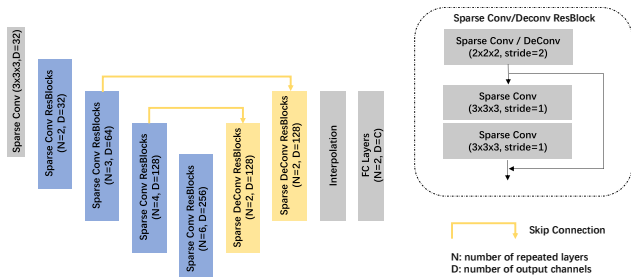 Sparse Conv (3x3x3,D=32)
Sparse Conv ResBlocks
(N=2, D=32)
Sparse Conv ResBlocks
(N=3, D=64)
Sparse Conv ResBlocks
(N=4, D=128)
Sparse Conv ResBlocks
(N=6, D=256)
Sparse DeConv ResBlocks
(N=2, D=128)
Sparse DeConv ResBlocks
(N=2, D=128)
Interpolation
FC Layers
(N=2, D=C)
Sparse Conv/Deconv ResBlock
Sparse Conv / DeConv
(2x2x2, stride=2)
Sparse Conv
(3x3x3, stride=1)
Sparse Conv
(3x3x3, stride=1)
Skip Connection
N: number of repeated layers
D: number of output channels